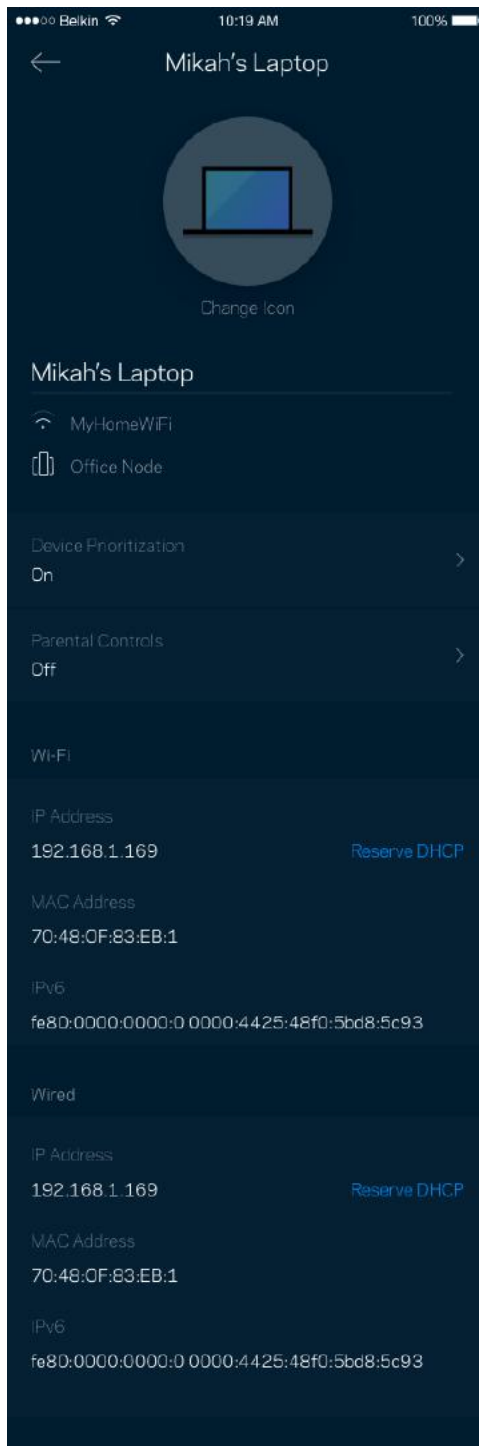 Belkin 10:19 AM 100%
Mikah's Laptop
Change Icon
Mikah's Laptop
MyHomeWiFi
Office Node
Device Prioritization
On
Parental Controls
Off
Wi-Fi
IP Address
192.168.1.169 Reserve DHCP
MAC Address
70:48:0F:83:EB:1
IPv6
fe80:0000:0000:0 0000:4425:48f0:5bd8:5c93
Wired
IP Address
192.168.1.169 Reserve DHCP
MAC Address
70:48:0F:83:EB:1
IPv6
fe80:0000:0000:0 0000:4425:48f0:5bd8:5c93